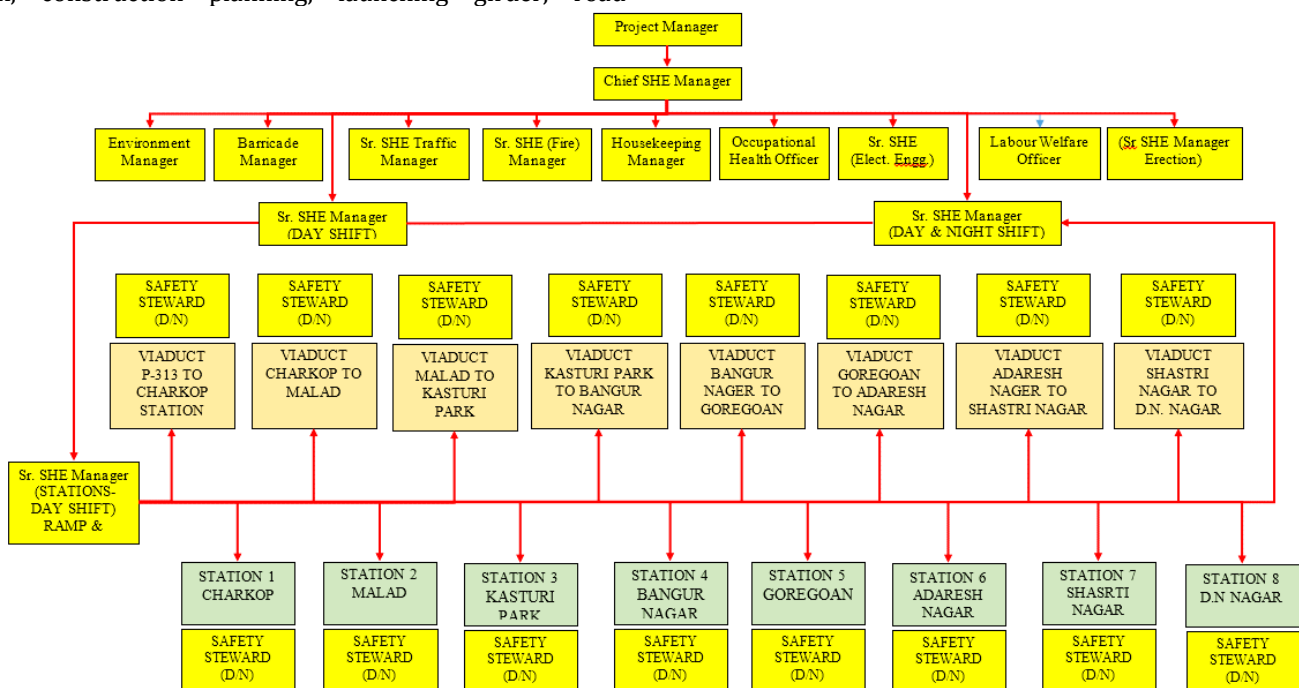 construction planning, launching girder, road
Project Manager
Chief SHE Manager
Environment
Manager
Barricade
Manager
Sr. SHE Traffic
Manager
Sr. SHE (Fire)
Manager
Housekeeping
Manager
Occupational
Health Officer
Sr. SHE
(Elect. Engg.)
Labour Welfare
Officer
(Sr SHE Manager
Erection)
Sr. SHE Manager
(DAY SHIFT)
Sr. SHE Manager
(DAY & NIGHT SHIFT)
SAFETY
STEWARD
(D/N)
SAFETY
STEWARD
(D/N)
SAFETY
STEWARD
(D/N)
SAFETY
STEWARD
(D/N)
SAFETY
STEWARD
(D/N)
SAFETY
STEWARD
(D/N)
SAFETY
STEWARD
(D/N)
SAFETY
STEWARD
(D/N)
VIADUCT
P-313 TO
CHARKOP
STATION
VIADUCT
CHARKOP TO
MALAD
VIADUCT
MALAD TO
KASTURI
PARK
VIADUCT
KASTURI PARK
TO BANGUR
NAGAR
VIADUCT
BANGUR
NAGER TO
GOREGOAN
VIADUCT
GOREGOAN
TO ADARESH
NAGAR
VIADUCT
ADARESH
NAGER TO
SHASTRI NAGAR
VIADUCT
SHASTRI
NAGAR TO
D.N. NAGAR
Sr. SHE Manager
(STATIONS-
DAY SHIFT)
RAMP &
STATION 1
CHARKOP
STATION 2
MALAD
STATION 3
KASTURI
PARK
STATION 4
BANGUR
NAGAR
STATION 5
GOREGOAN
STATION 6
ADARESH
NAGAR
STATION 7
SHASRTI
NAGAR
STATION 8
D.N NAGAR
SAFETY
STEWARD
(D/N)
SAFETY
STEWARD
(D/N)
SAFETY
STEWARD
(D/N)
SAFETY
STEWARD
(D/N)
SAFETY
STEWARD
(D/N)
SAFETY
STEWARD
(D/N)
SAFETY
STEWARD
(D/N)
SAFETY
STEWARD
(D/N)